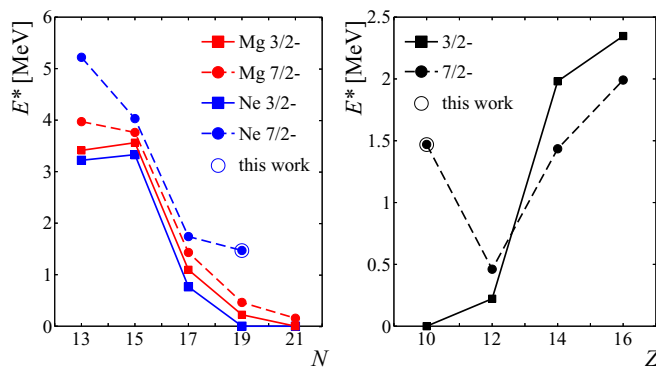 E* [MeV]
6
5
4
3
2
1
0
13 15 17 19 21
N
Mg 3/2-
Mg 7/2-
Ne 3/2-
Ne 7/2-
this work
E* [MeV]
2.5
2
1.5
1
0.5
0
10 12 14 16
Z
3/2-
7/2-
this work